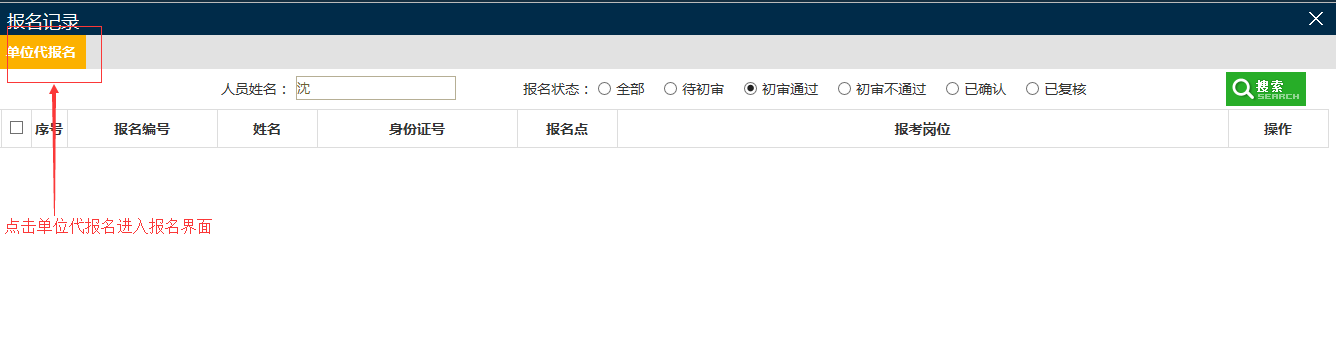 报名记录
单位代报名
人员姓名： 沈 报名状态： 全部 待初审 初审通过 初审不通过 已确认 已复核 搜索 SEARCH
序号 报名编号 姓名 身份证号 报名点 报考岗位 操作
点击单位代报名进入报名界面